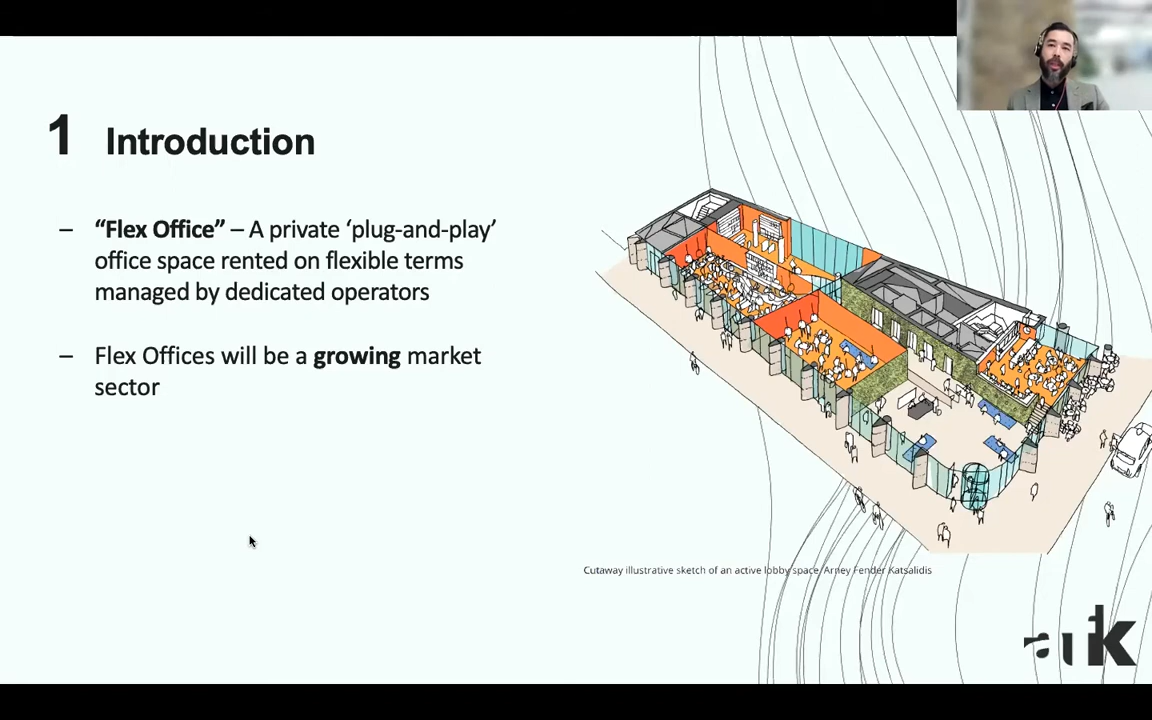 1 Introduction
– “Flex Office” – A private ‘plug-and-play’
office space rented on flexible terms
managed by dedicated operators
– Flex Offices will be a growing market
sector
Cutaway illustrative sketch of an active lobby space, Arney Fender Katsalidis
afk